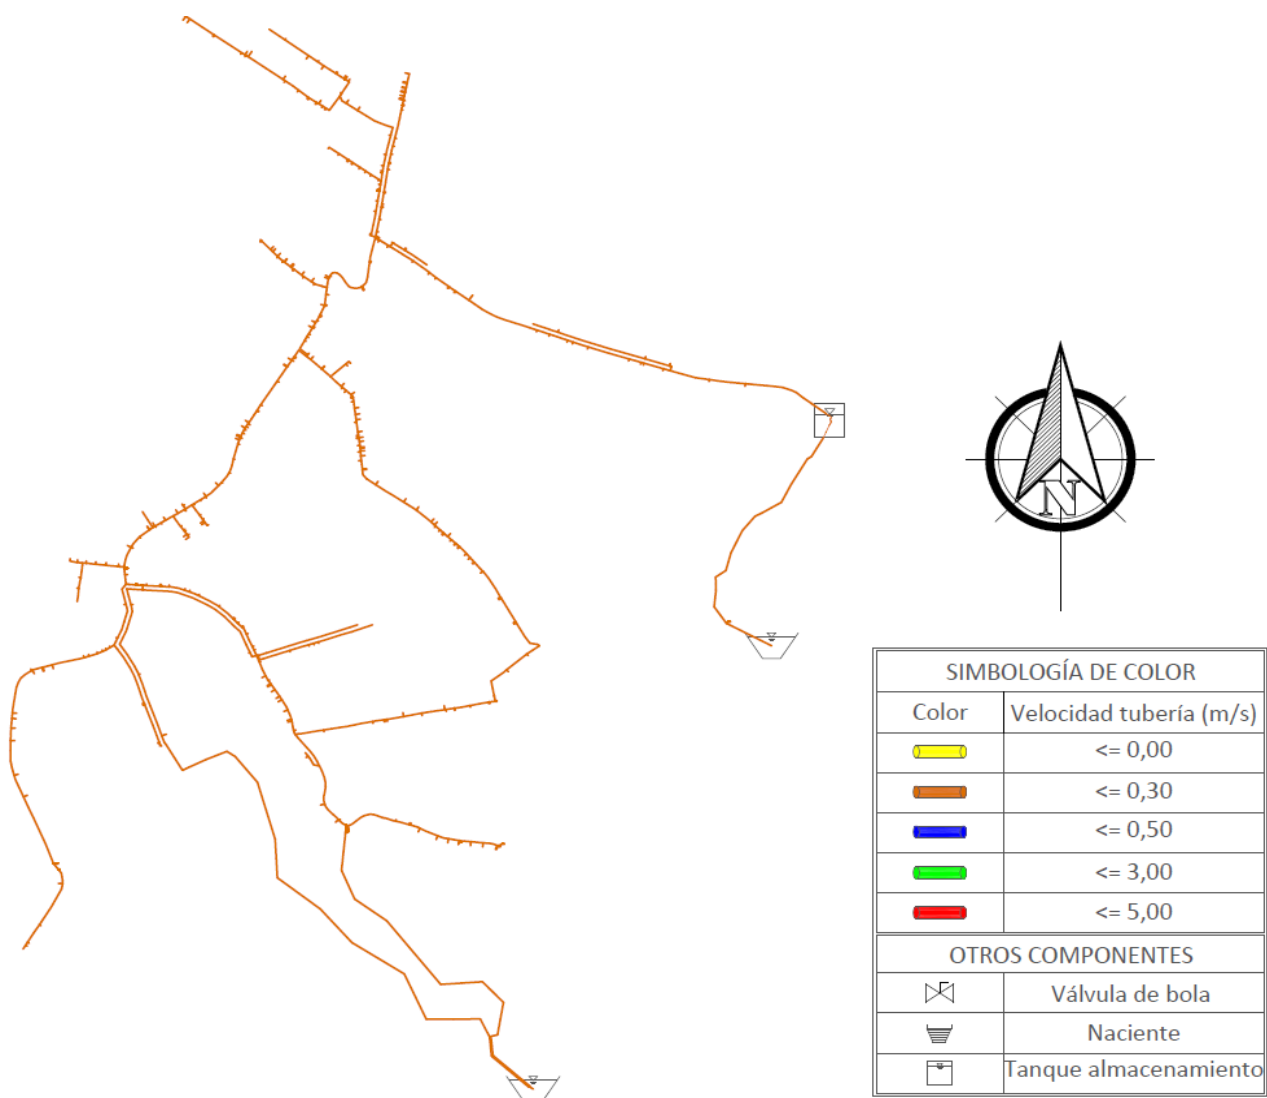 N
SIMBOLOGÍA DE COLOR
Color Velocidad tubería (m/s)
<= 0,00
<= 0,30
<= 0,50
<= 3,00
<= 5,00
OTROS COMPONENTES
Válvula de bola
Naciente
Tanque almacenamiento